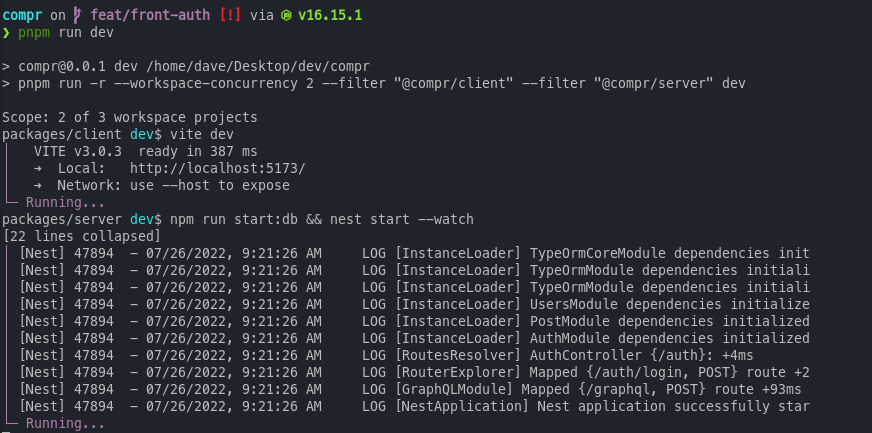 compr on feat/front-auth [!] via v16.15.1
❯ pnpm run dev
> compr@0.0.1 dev /home/dave/Desktop/dev/compr
> pnpm run -r --workspace-concurrency 2 --filter "@compr/client" --filter "@compr/server" dev
Scope: 2 of 3 workspace projects
packages/client dev$ vite dev
│ VITE v3.0.3 ready in 387 ms
│ ➜ Local: http://localhost:5173/
│ ➜ Network: use --host to expose
└─ Running...
packages/server dev$ npm run start:db && nest start --watch
[22 lines collapsed]
│ [Nest] 47894 - 07/26/2022, 9:21:26 AM LOG [InstanceLoader] TypeOrmCoreModule dependencies init
│ [Nest] 47894 - 07/26/2022, 9:21:26 AM LOG [InstanceLoader] TypeOrmModule dependencies initiali
│ [Nest] 47894 - 07/26/2022, 9:21:26 AM LOG [InstanceLoader] TypeOrmModule dependencies initiali
│ [Nest] 47894 - 07/26/2022, 9:21:26 AM LOG [InstanceLoader] UsersModule dependencies initialize
│ [Nest] 47894 - 07/26/2022, 9:21:26 AM LOG [InstanceLoader] PostModule dependencies initialized
│ [Nest] 47894 - 07/26/2022, 9:21:26 AM LOG [InstanceLoader] AuthModule dependencies initialized
│ [Nest] 47894 - 07/26/2022, 9:21:26 AM LOG [RoutesResolver] AuthController {/auth}: +4ms
│ [Nest] 47894 - 07/26/2022, 9:21:26 AM LOG [RouterExplorer] Mapped {/auth/login, POST} route +2
│ [Nest] 47894 - 07/26/2022, 9:21:26 AM LOG [GraphQLModule] Mapped {/graphql, POST} route +93ms
│ [Nest] 47894 - 07/26/2022, 9:21:26 AM LOG [NestApplication] Nest application successfully star
└─ Running...